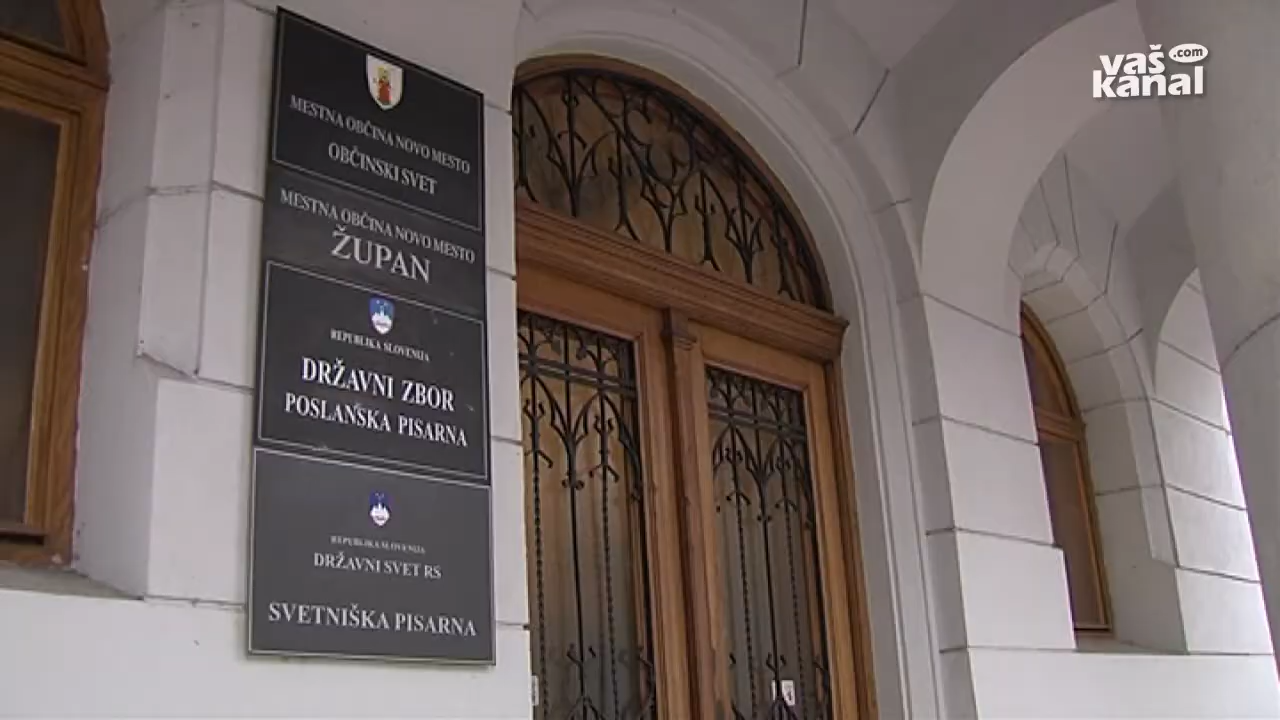 vaš .com
kanal
MESTNA OBČINA NOVO MESTO
OBČINSKI SVET
MESTNA OBČINA NOVO MESTO
ŽUPAN
REPUBLIKA SLOVENIJA
DRŽAVNI ZBOR
POSLANSKA PISARNA
REPUBLIKA SLOVENIJA
DRŽAVNI SVET RS
SVETNIŠKA PISARNA